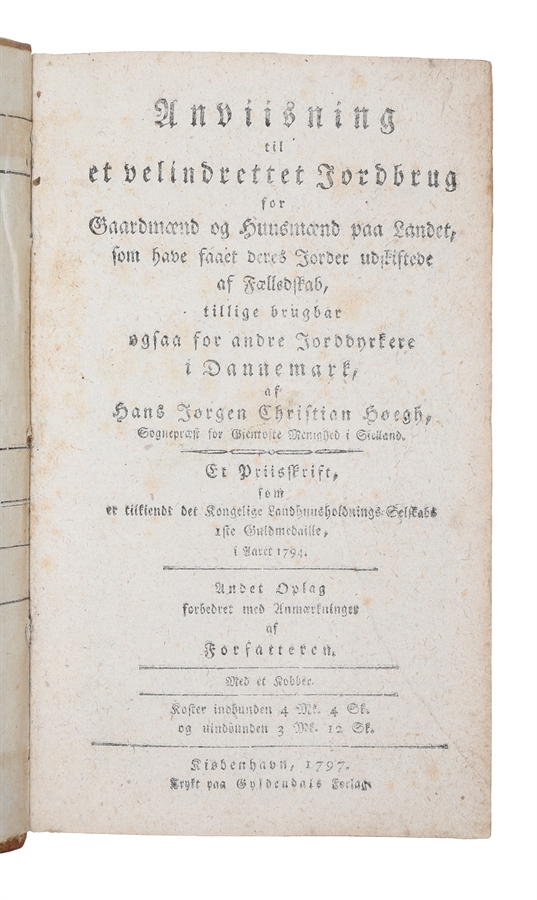 Anviisning
til
et velindrettet Jordbrug
for
Gaardmænd og Huusmænd paa Landet,
som have faaet deres Jorder udskiftede
af Fællesdskab,
tillige brugbar
ogsaa for andre Jorddyrkere
i Dannemark,
af
Hans Jørgen Christian Høegh,
Sognepræst for Gientofte Menighed i Sielland.
Et Priisskrift,
som
er tilkiendt det Kongelige Landhuusholdnings-Selskabs
1ste Guldmedaille,
i Aaret 1794.
Andet Oplag
forbedret med Anmærkninger
af
Forfatteren.
Med et Kobber.
Koster indbunden 4 Mk. 4 Sk.
og uindbunden 3 Mk. 12 Sk.
Kiøbenhavn, 1797.
Trykt paa Gyldendals Forlag.